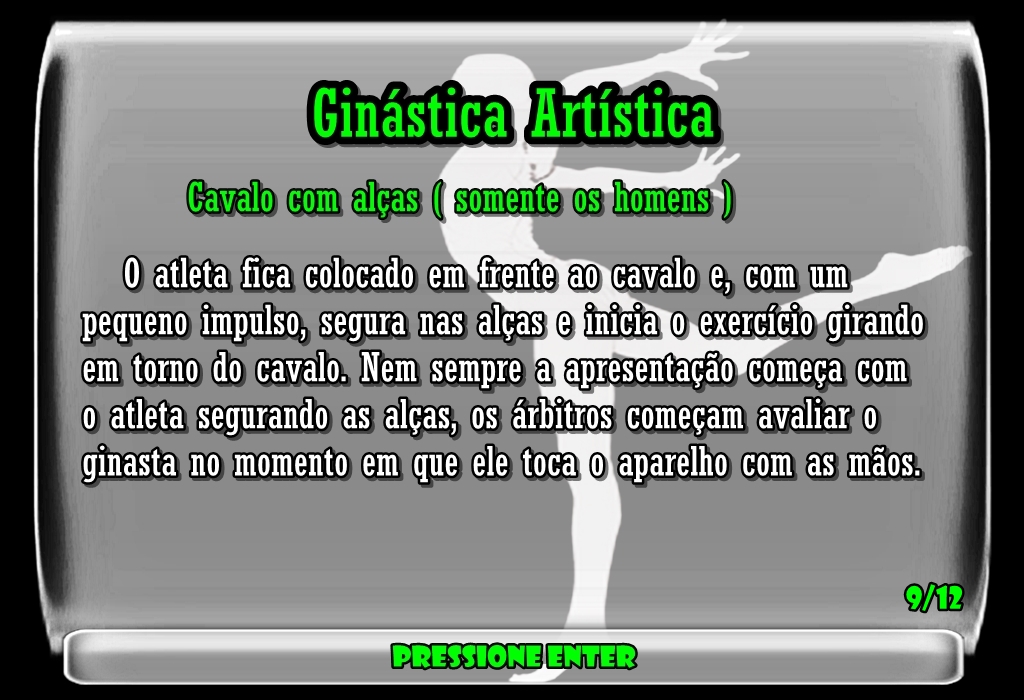 Ginástica Artística
Cavalo com alças ( somente os homens )
O atleta fica colocado em frente ao cavalo e, com um
pequeno impulso, segura nas alças e inicia o exercício girando
em torno do cavalo. Nem sempre a apresentação começa com
o atleta segurando as alças, os árbitros começam avaliar o
ginasta no momento em que ele toca o aparelho com as mãos.
9/12
PRESSIONE ENTER